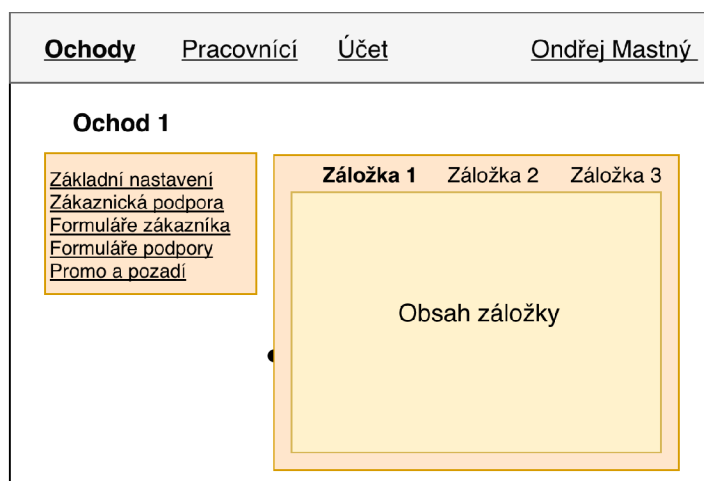 Ochody Pracovnící Účet Ondřej Mastný
Ochod 1
Základní nastavení
Zákaznická podpora
Formuláře zákazníka
Formuláře podpory
Promo a pozadí
Záložka 1 Záložka 2 Záložka 3
Obsah záložky